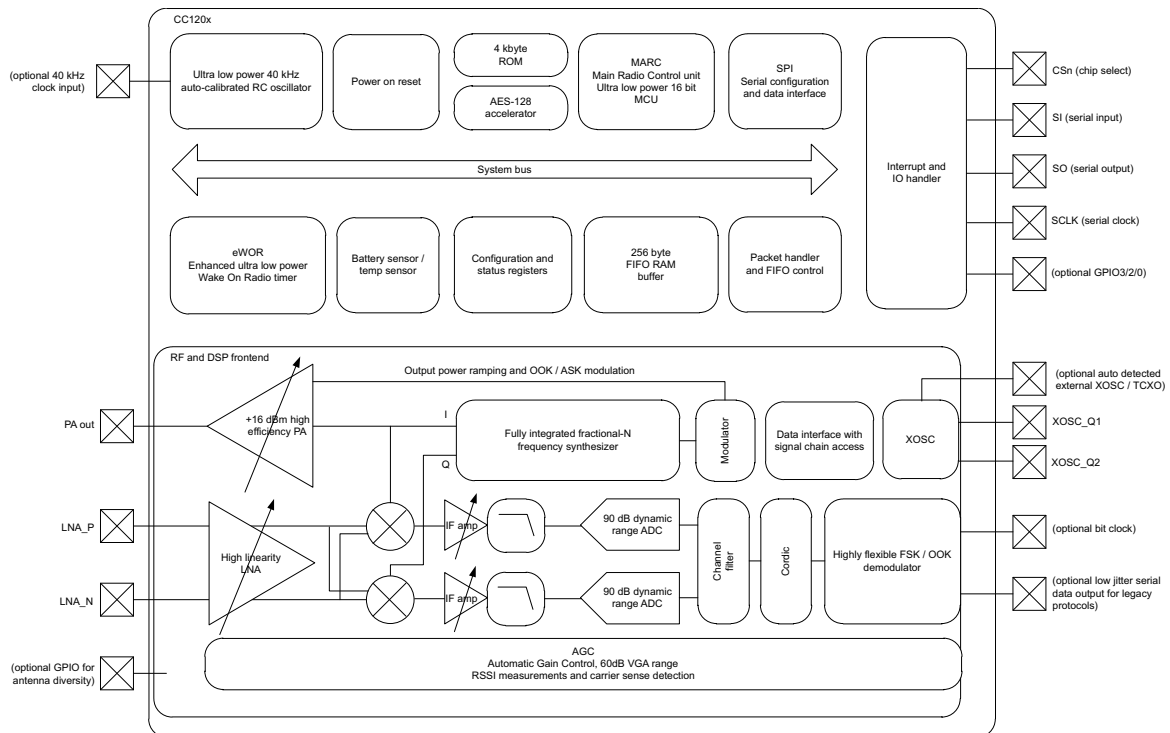 CC120x
(optional 40 kHz
clock input)
Ultra low power 40 kHz
auto-calibrated RC oscillator
Power on reset
4 kbyte
ROM
AES-128
accelerator
MARC
Main Radio Control unit
Ultra low power 16 bit
MCU
SPI
Serial configuration
and data interface
Interrupt and
IO handler
CSn (chip select)
SI (serial input)
SO (serial output)
SCLK (serial clock)
(optional GPIO3/2/0)
System bus
eWOR
Enhanced ultra low power
Wake On Radio timer
Battery sensor /
temp sensor
Configuration and
status registers
256 byte
FIFO RAM
buffer
Packet handler
and FIFO control
RF and DSP frontend
Output power ramping and OOK / ASK modulation
PA out
+16 dBm high
efficiency PA
I
Q
Fully integrated fractional-N
frequency synthesizer
Modulator
Data interface with
signal chain access
XOSC
(optional auto detected
external XOSC / TCXO)
XOSC_Q1
XOSC_Q2
LNA_P
LNA_N
High linearity
LNA
IF amp
90 dB dynamic
range ADC
IF amp
90 dB dynamic
range ADC
Channel
filter
Cordic
Highly flexible FSK / OOK
demodulator
(optional bit clock)
(optional low jitter serial
data output for legacy
protocols)
(optional GPIO for
antenna diversity)
AGC
Automatic Gain Control, 60dB VGA range
RSSI measurements and carrier sense detection